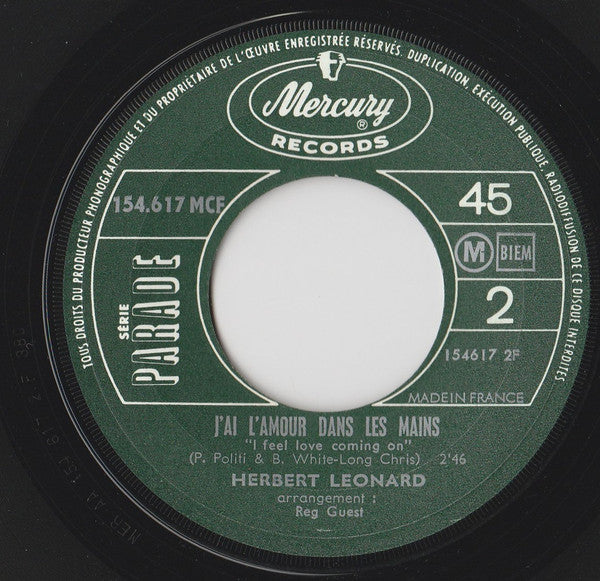 TOUS DROITS DU PRODUCTEUR PHONOGRAPHIQUE ET DU PROPRIÉTAIRE DE L'ŒUVRE ENREGISTRÉE RÉSERVÉS. DUPLICATION, EXÉCUTION PUBLIQUE, RADIODIFFUSION DE CE DISQUE INTERDITES
Mercury
®
RECORDS
154.617 MCF
45
M BIEM
SÉRIE
PARADE
2
154617 2F
MADE IN FRANCE
J'AI L'AMOUR DANS LES MAINS
"I feel love coming on"
(P. Politi & B. White-Long Chris) 2'46
HERBERT LEONARD
arrangement :
Reg Guest